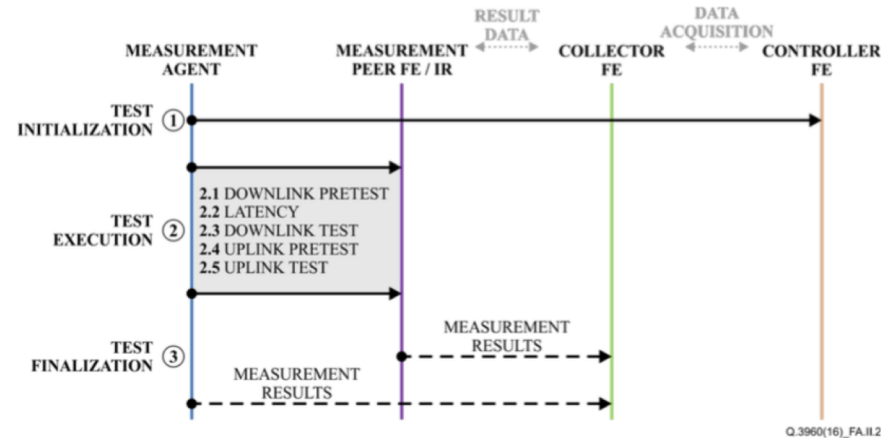 RESULT
DATA
DATA
ACQUISITION
MEASUREMENT
AGENT
MEASUREMENT
PEER FE / IR
COLLECTOR
FE
CONTROLLER
FE
TEST
INITIALIZATION
1
2.1 DOWNLINK PRETEST
2.2 LATENCY
2.3 DOWNLINK TEST
2.4 UPLINK PRETEST
2.5 UPLINK TEST
TEST
EXECUTION
2
MEASUREMENT
RESULTS
TEST
FINALIZATION
3
MEASUREMENT
RESULTS
Q.3960(16)_FA.II.2